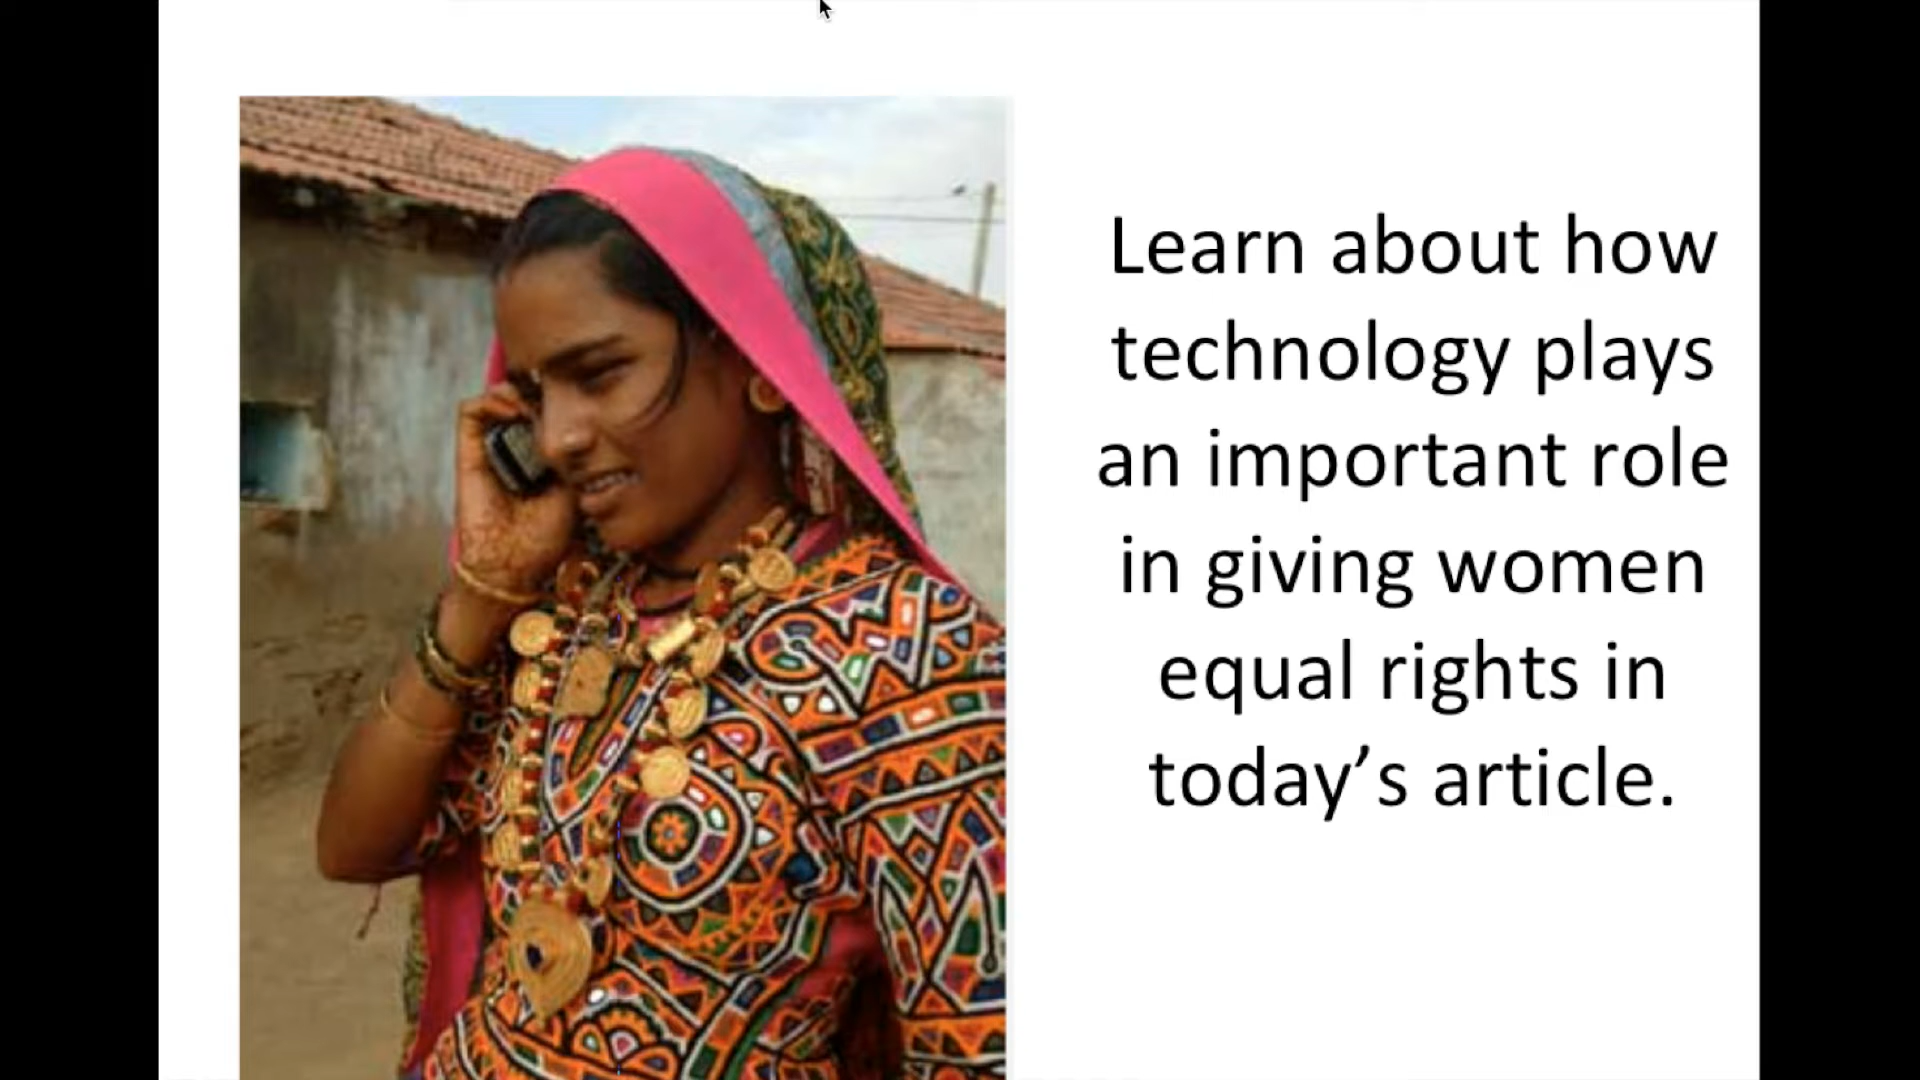 Learn about how
technology plays
an important role
in giving women
equal rights in
today’s article.